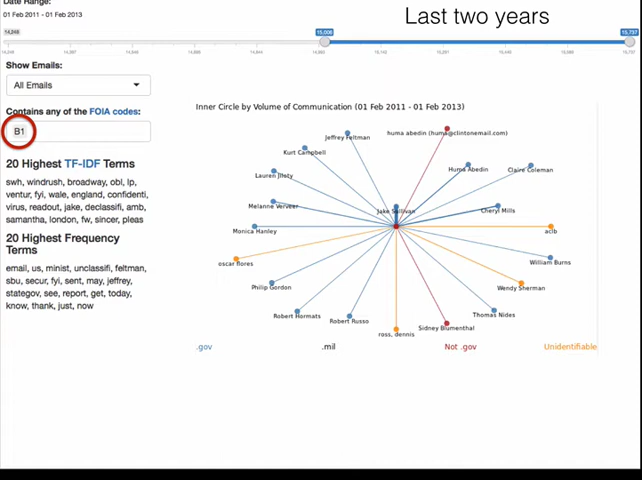 Date Range:
01 Feb 2011 - 01 Feb 2013
Last two years
14,248
15,006
15,737
Show Emails:
All Emails
Contains any of the FOIA codes:
B1
20 Highest TF-IDF Terms
swh, windrush, broadway, obl, lp,
ventur, fyi, wale, england, confidenti,
virus, readout, jake, declassifi, amb,
samantha, london, fw, sincer, pleas
20 Highest Frequency
Terms
email, us, minist, unclassifi, feltman,
sbu, secur, fyi, sent, may, jeffrey,
stategov, see, report, get, today,
know, thank, just, now
Inner Circle by Volume of Communication (01 Feb 2011 - 01 Feb 2013)
Jeffrey Feltman
huma abedin (huma@clintonemail.com)
Kurt Campbell
Huma Abedin
Claire Coleman
Lauren Jiloty
Melanne Verveer
Jake Sullivan
Cheryl Mills
Monica Hanley
acib
oscar flores
William Burns
Philip Gordon
Wendy Sherman
Robert Hormats
Robert Russo
ross, dennis
Sidney Blumenthal
Thomas Nides
.gov
.mil
Not .gov
Unidentifiable